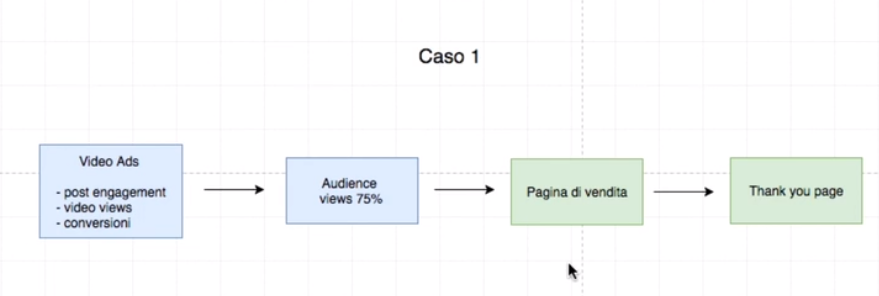 Caso 1
Video Ads
- post engagement
- video views
- conversioni
Audience
views 75%
Pagina di vendita
Thank you page